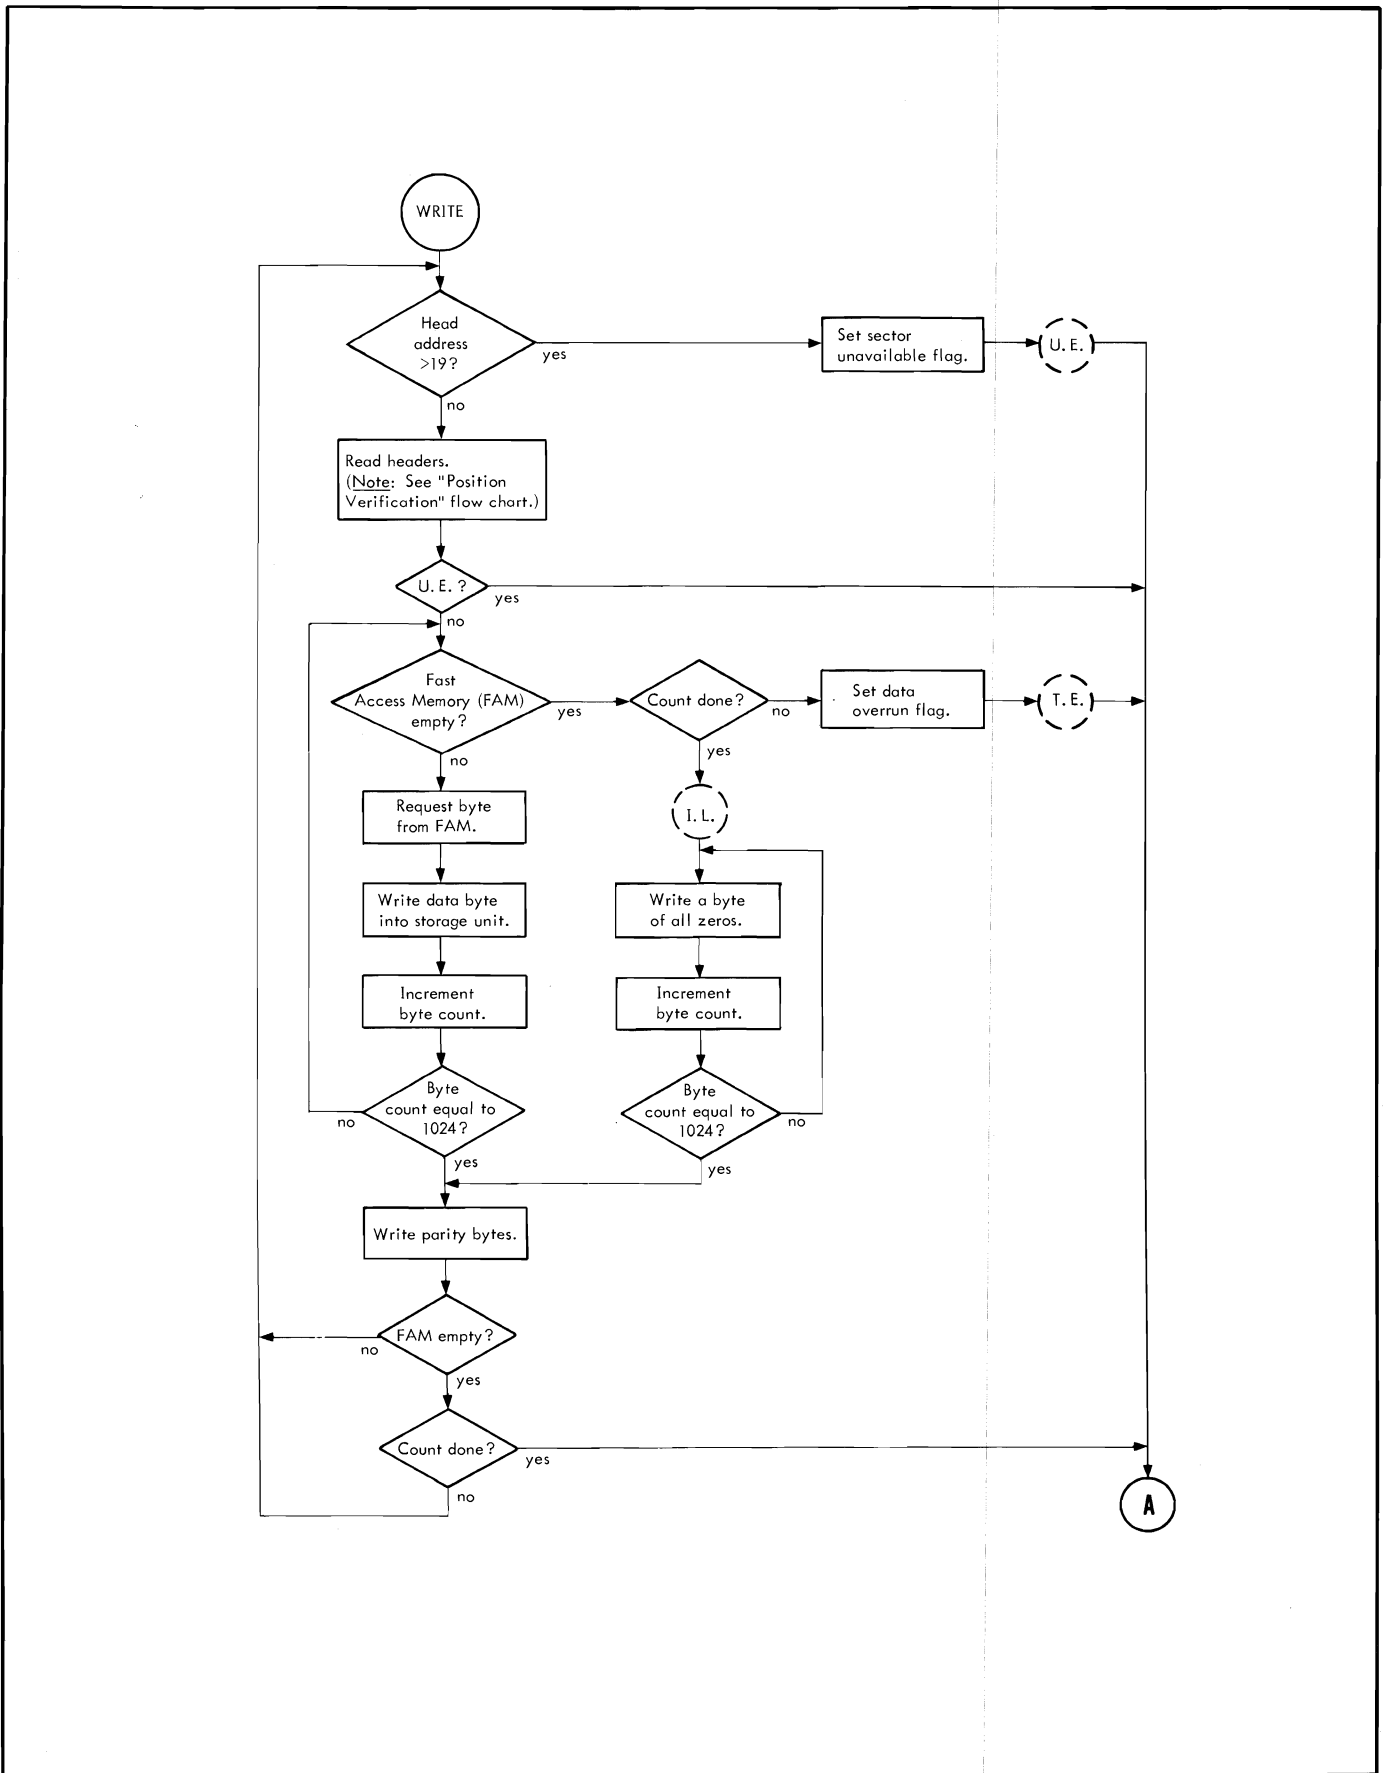 WRITE
Head
address
>19?
yes
Set sector
unavailable flag.
U. E.
no
Read headers.
(Note: See "Position
Verification" flow chart.)
U. E. ?
yes
no
Fast
Access Memory (FAM)
empty?
yes
Count done?
no
Set data
overrun flag.
T. E.
no
yes
Request byte
from FAM.
I. L.
Write data byte
into storage unit.
Write a byte
of all zeros.
Increment
byte count.
Increment
byte count.
Byte
count equal to
1024?
no
yes
Byte
count equal to
1024?
no
yes
Write parity bytes.
FAM empty?
no
yes
Count done?
yes
no
A